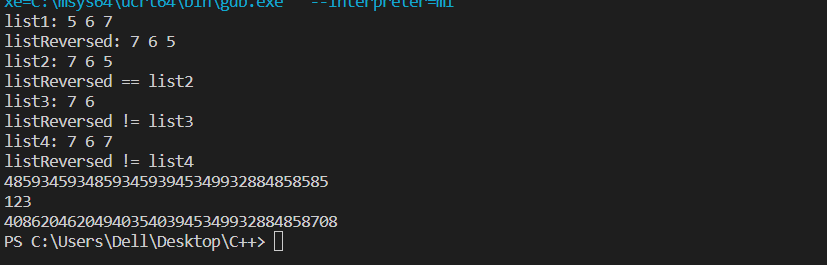 xe=C:\msys64\ucrt64\bin\gdb.exe --interpreter=mi
list1: 5 6 7
listReversed: 7 6 5
list2: 7 6 5
listReversed == list2
list3: 7 6
listReversed != list3
list4: 7 6 7
listReversed != list4
485934593485934593945349932884858585
123
4086204620494035403945349932884858708
PS C:\Users\Dell\Desktop\C++>